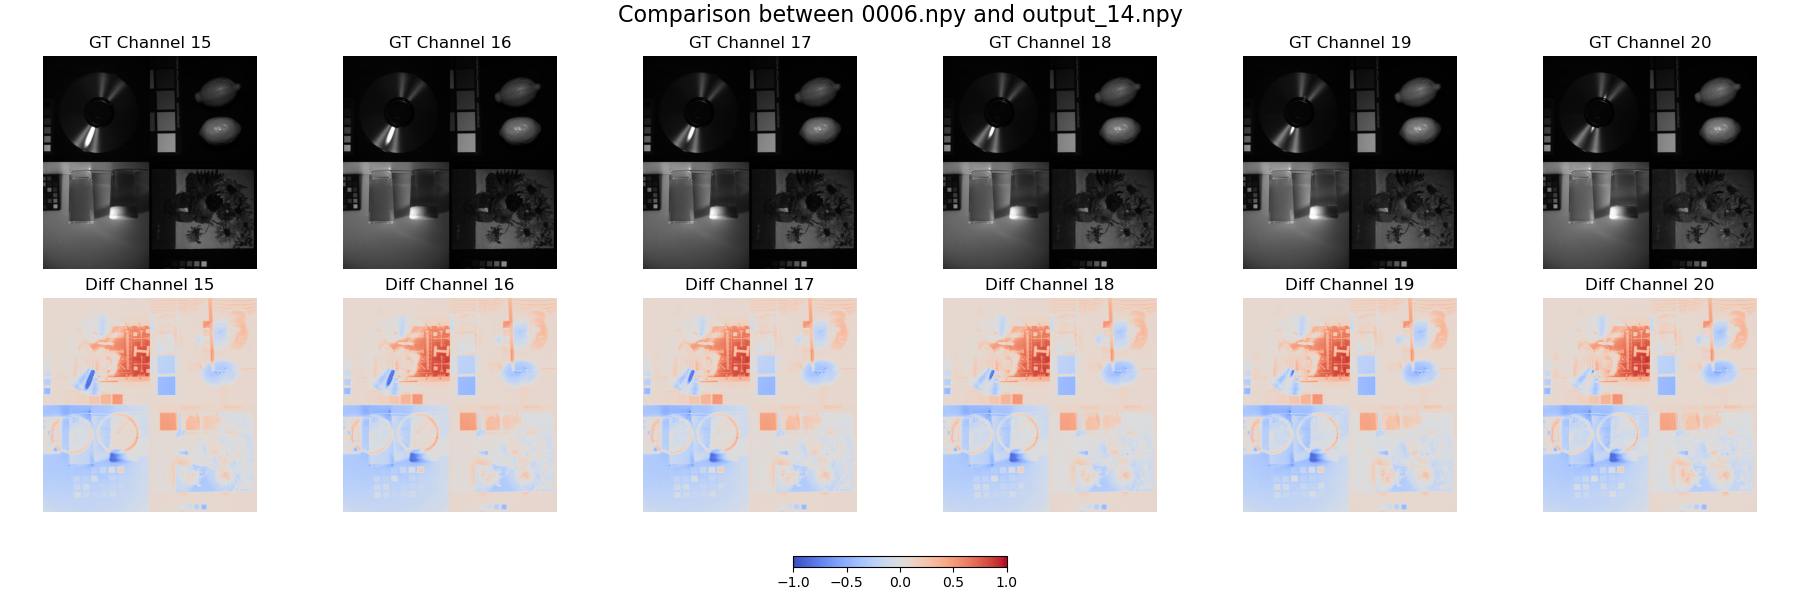 Comparison between 0006.npy and output_14.npy
GT Channel 15 GT Channel 16 GT Channel 17 GT Channel 18 GT Channel 19 GT Channel 20
Diff Channel 15 Diff Channel 16 Diff Channel 17 Diff Channel 18 Diff Channel 19 Diff Channel 20
−1.0 −0.5 0.0 0.5 1.0